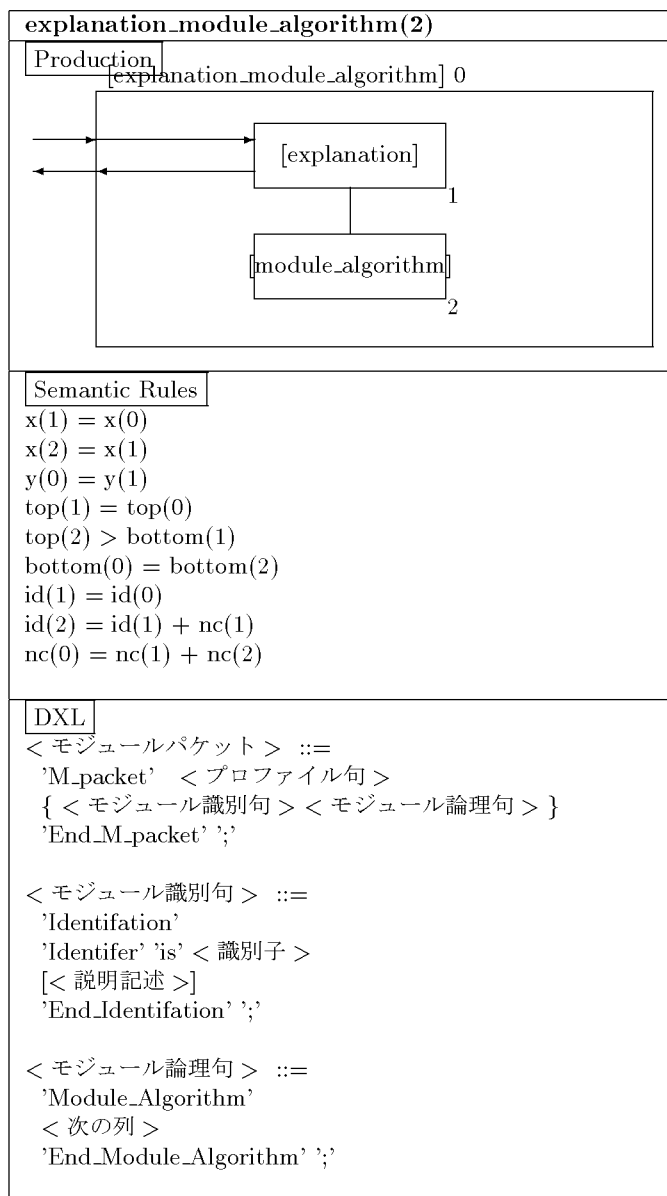 explanation_module_algorithm(2)
Production
[explanation_module_algorithm] 0
[explanation]
1
[module_algorithm]
2
Semantic Rules
x(1) = x(0)
x(2) = x(1)
y(0) = y(1)
top(1) = top(0)
top(2) > bottom(1)
bottom(0) = bottom(2)
id(1) = id(0)
id(2) = id(1) + nc(1)
nc(0) = nc(1) + nc(2)
DXL
< モジュールパケット > ::=
'M_packet' < プロファイル句 >
{ < モジュール識別句 > < モジュール論理句 > }
'End_M_packet' ';'
< モジュール識別句 > ::=
'Identifation'
'Identifer' 'is' < 識別子 >
[< 説明記述 >]
'End_Identifation' ';'
< モジュール論理句 > ::=
'Module_Algorithm'
< 次の列 >
'End_Module_Algorithm' ';'